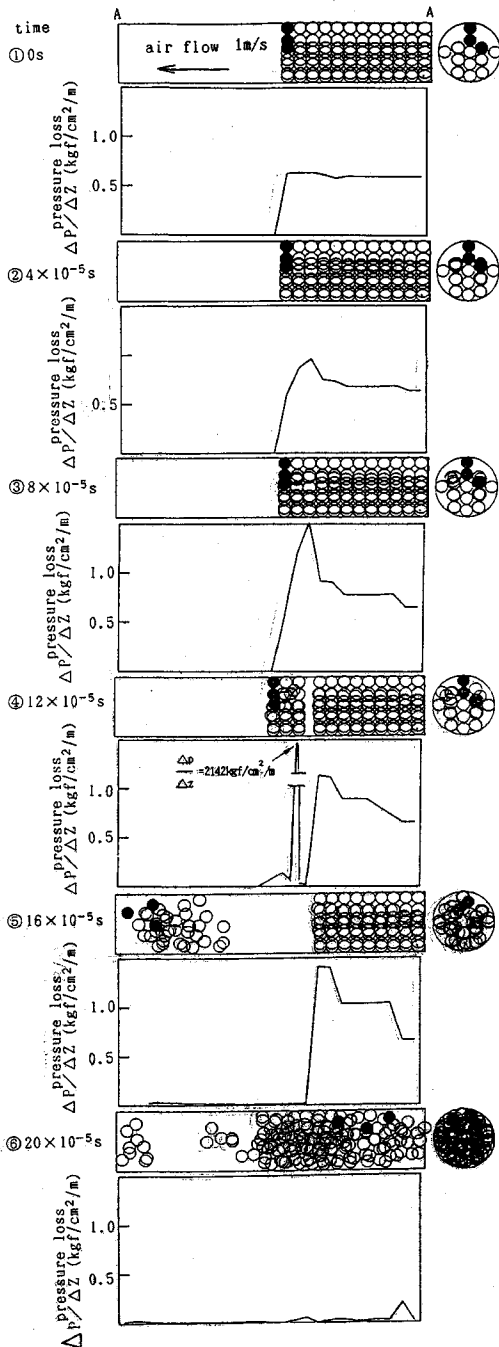 A A
time
①0s
air flow 1m/s
pressure loss
ΔP/ΔZ (kgf/cm²/m)
1.0
0.5
②4×10⁻⁵s
pressure loss
ΔP/ΔZ (kgf/cm²/m)
0.5
③8×10⁻⁵s
pressure loss
ΔP/ΔZ (kgf/cm²/m)
1.0
0.5
④12×10⁻⁵s
pressure loss
ΔP/ΔZ (kgf/cm²/m)
1.0
0.5
Δp/Δz =2142kgf/cm²/m
⑤16×10⁻⁵s
pressure loss
ΔP/ΔZ (kgf/cm²/m)
1.0
0.5
⑥20×10⁻⁵s
pressure loss
ΔP/ΔZ (kgf/cm²/m)
1.0
0.5